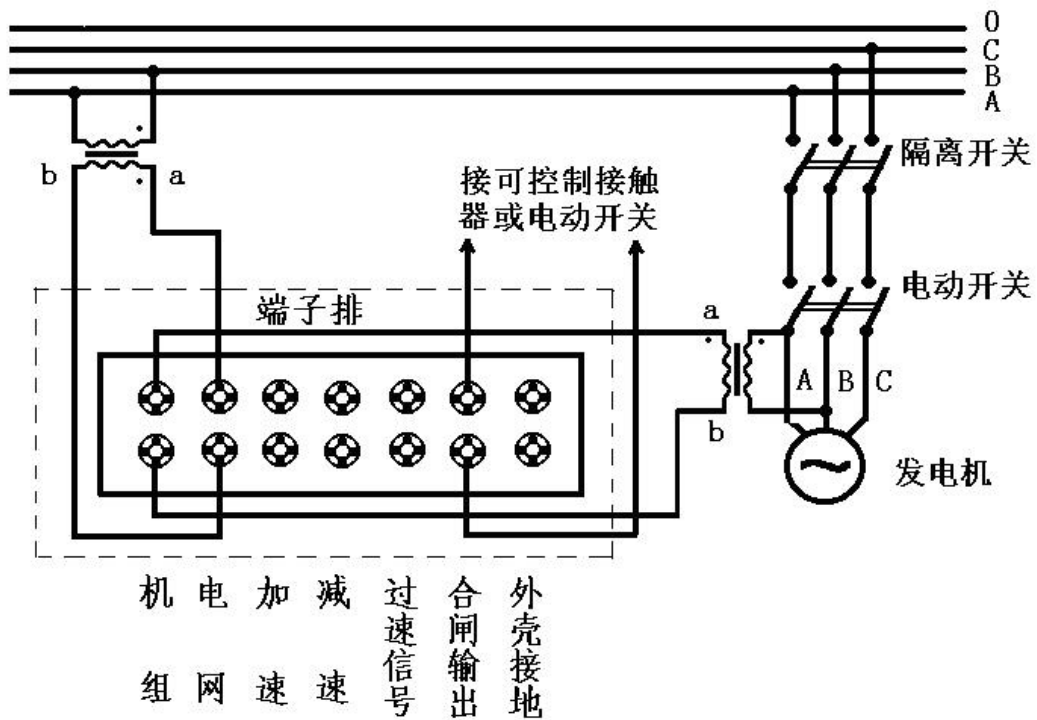 O
C
B
A
隔离开关
b
a
接可控制接触
器或电动开关
电动开关
端子排
a
A
B
C
b
发电机
机组
电网
加速
减速
过速信号
合闸输出
外壳接地